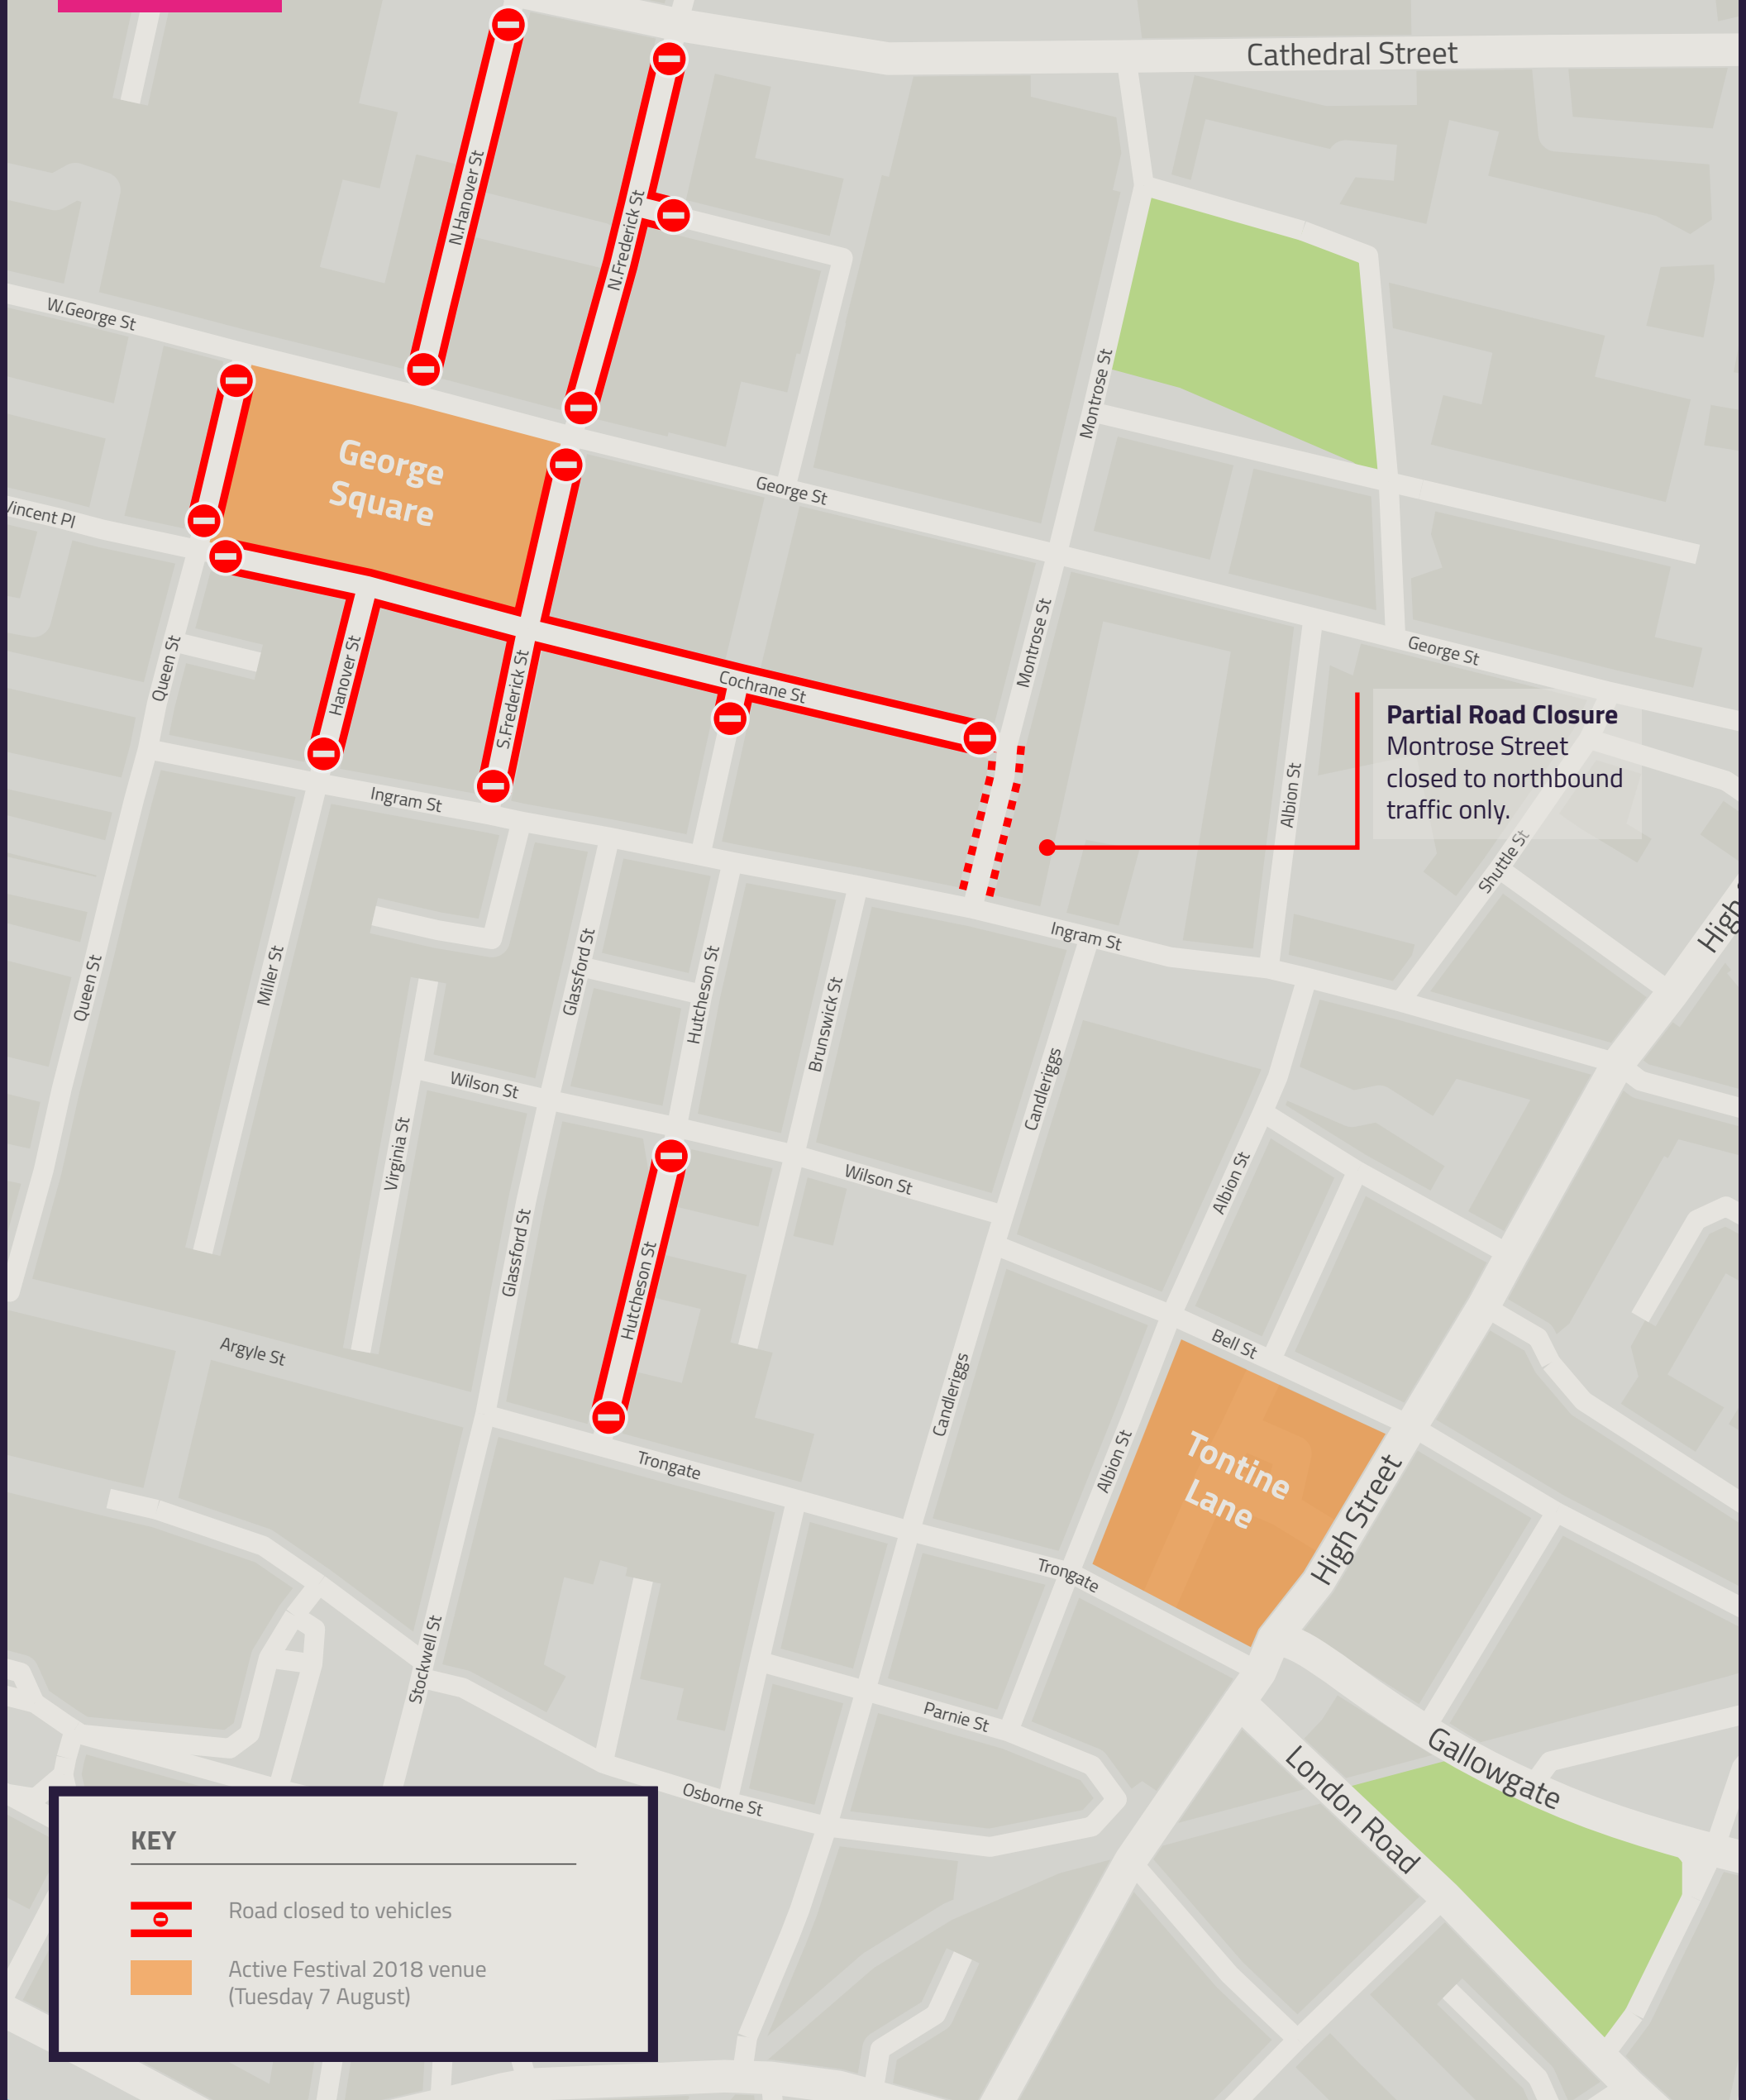 Cathedral Street
N.Hanover St
N.Frederick St
W.George St
Montrose St
George
Square
George St
Vincent Pl
Montrose St
George St
Queen St
Hanover St
S.Frederick St
Cochrane St
Partial Road Closure
Montrose Street
closed to northbound
traffic only.
Albion St
Ingram St
Shuttle St
High
Ingram St
Queen St
Miller St
Glassford St
Hutcheson St
Brunswick St
Candleriggs
Wilson St
Virginia St
Wilson St
Albion St
Glassford St
Hutcheson St
Argyle St
Bell St
Candleriggs
Albion St
Tontine
Lane
High Street
Trongate
Trongate
Stockwell St
Parnie St
Gallowgate
London Road
Osborne St
KEY
Road closed to vehicles
Active Festival 2018 venue
(Tuesday 7 August)